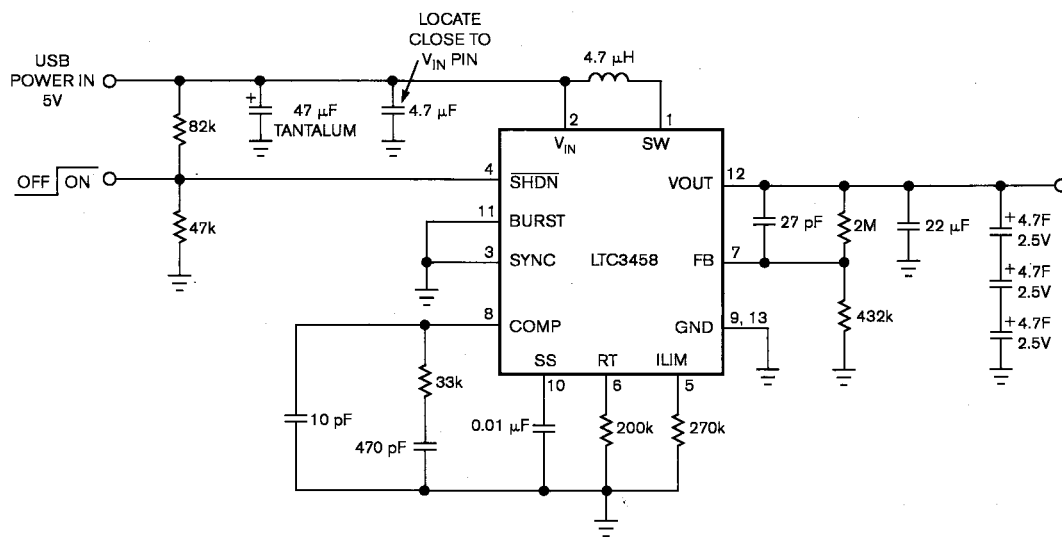 LOCATE
CLOSE TO
VIN PIN
USB
POWER IN
5V
4.7 µH
+
47 µF
TANTALUM
4.7 µF
82k
2
1
VIN
SW
OFF ON
4
SHDN
VOUT
12
47k
11
BURST
27 pF
2M
22 µF
+4.7F
2.5V
3
SYNC
LTC3458
FB
7
+4.7F
2.5V
8
COMP
GND
9, 13
432k
+4.7F
2.5V
SS
RT
ILIM
10
6
5
33k
10 pF
470 pF
0.01 µF
200k
270k